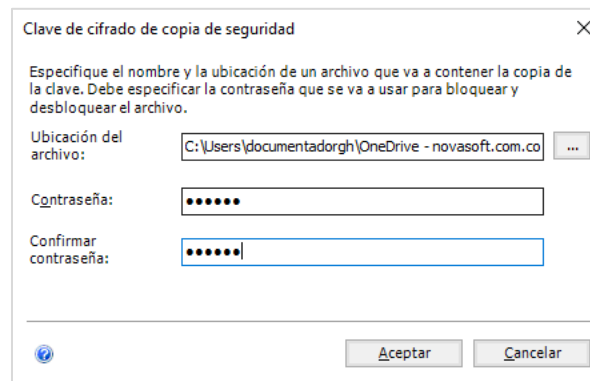 Clave de cifrado de copia de seguridad
Especifique el nombre y la ubicación de un archivo que va a contener la copia de
la clave. Debe especificar la contraseña que se va a usar para bloquear y
desbloquear el archivo.
Ubicación del
archivo:
C:\Users\documentadorgh\OneDrive - novasoft.com.co
...
Contraseña:
●●●●●●
Confirmar
contraseña:
●●●●●●
?
Aceptar
Cancelar